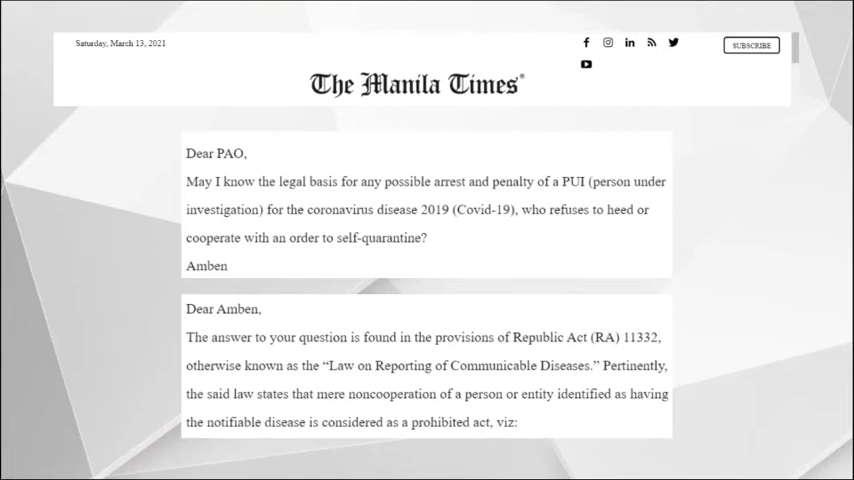 Saturday, March 13, 2021
SUBSCRIBE
The Manila Times®
Dear PAO,
May I know the legal basis for any possible arrest and penalty of a PUI (person under
investigation) for the coronavirus disease 2019 (Covid-19), who refuses to heed or
cooperate with an order to self-quarantine?
Amben
Dear Amben,
The answer to your question is found in the provisions of Republic Act (RA) 11332,
otherwise known as the “Law on Reporting of Communicable Diseases.” Pertinently,
the said law states that mere noncooperation of a person or entity identified as having
the notifiable disease is considered as a prohibited act, viz: